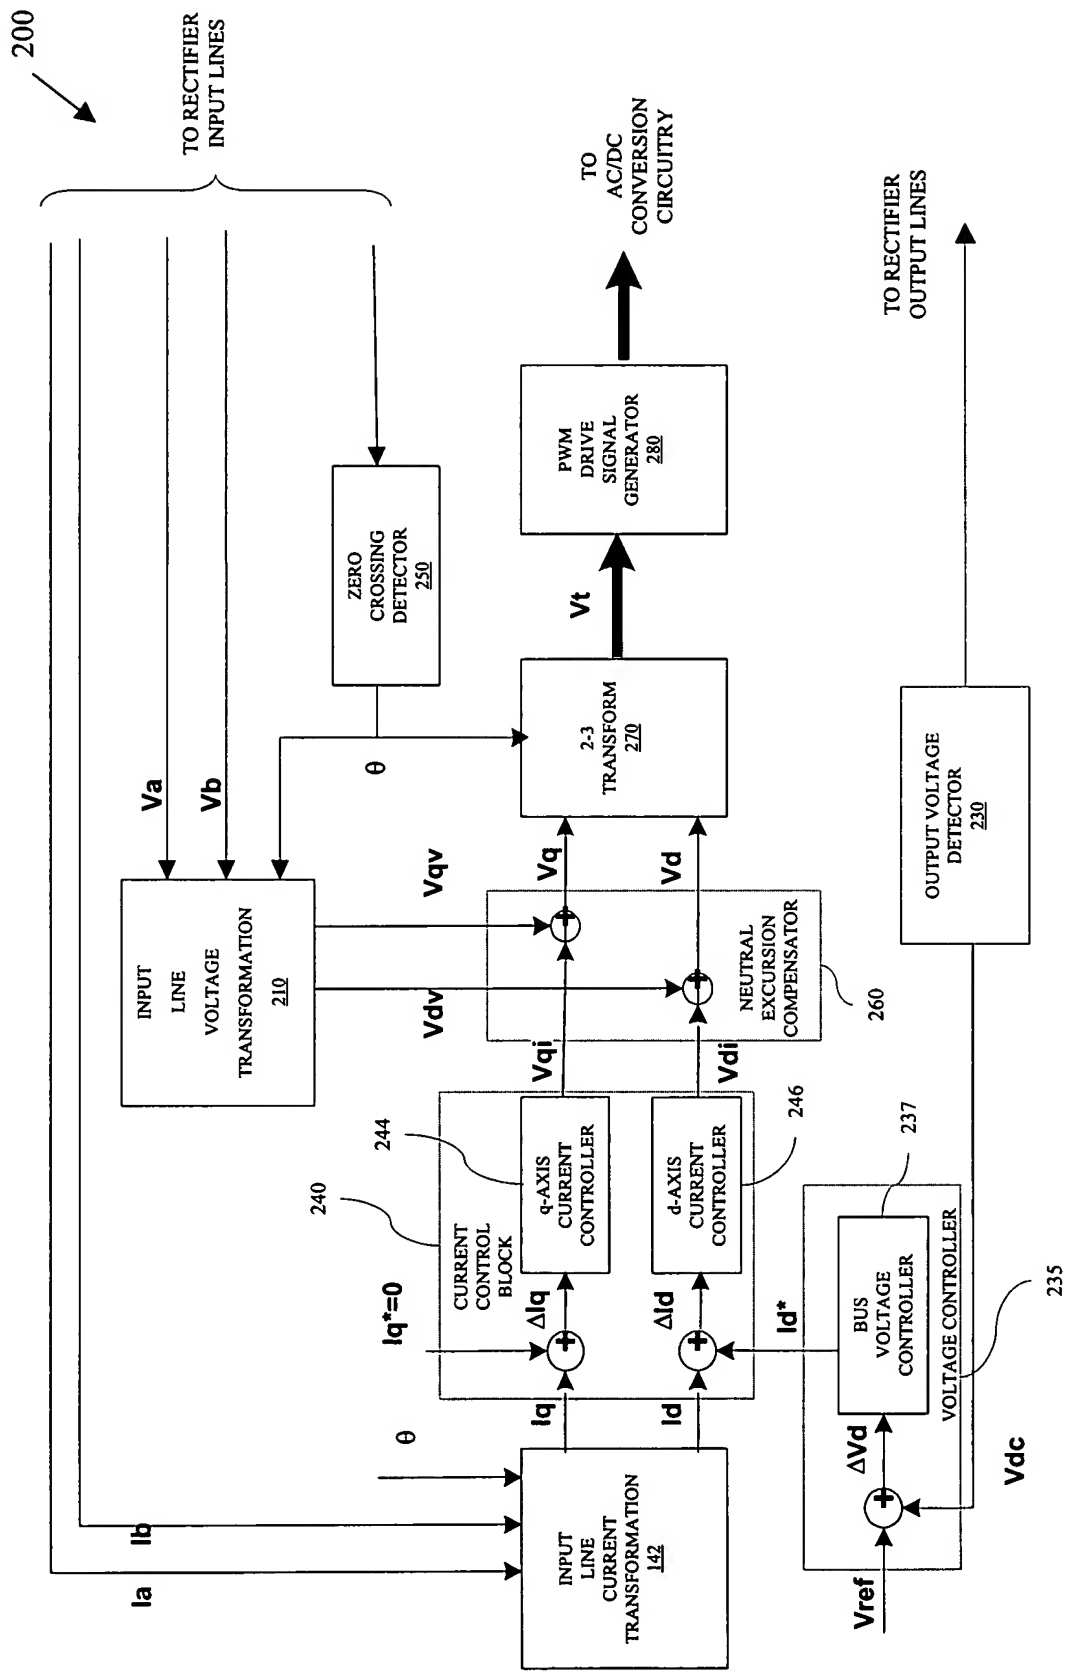 200
TO RECTIFIER
INPUT LINES
Ia
Ib
Va
Vb
θ
INPUT
LINE
VOLTAGE
TRANSFORMATION
210
ZERO
CROSSING
DETECTOR
250
θ
Vqv
Vdv
INPUT
LINE
CURRENT
TRANSFORMATION
142
Iq
Id
Iq*=0
240
CURRENT
CONTROL
BLOCK
ΔIq
ΔId
244
q-AXIS
CURRENT
CONTROLLER
d-AXIS
CURRENT
CONTROLLER
246
Vqi
Vdi
+
+
+
+
NEUTRAL
EXCURSION
COMPENSATOR
260
Vq
Vd
2-3
TRANSFORM
270
Vt
PWM
DRIVE
SIGNAL
GENERATOR
280
TO
AC/DC
CONVERSION
CIRCUITRY
Vref
+
ΔVd
BUS
VOLTAGE
CONTROLLER
237
Id*
VOLTAGE CONTROLLER
235
Vdc
OUTPUT VOLTAGE
DETECTOR
230
TO RECTIFIER
OUTPUT LINES